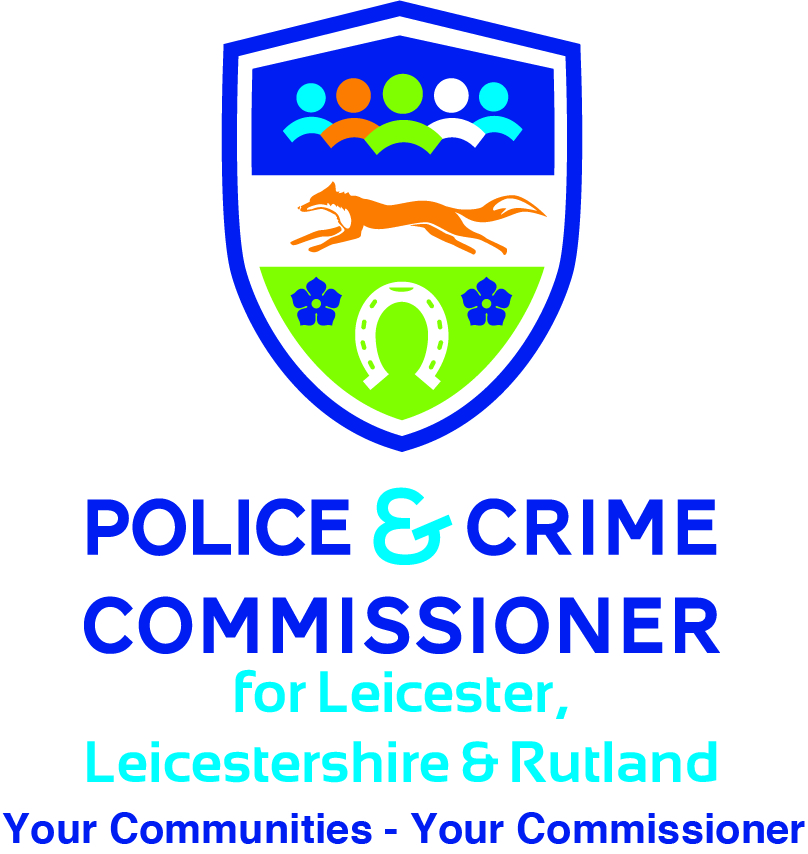 POLICE & CRIME
COMMISSIONER
for Leicester,
Leicestershire & Rutland
Your Communities - Your Commissioner